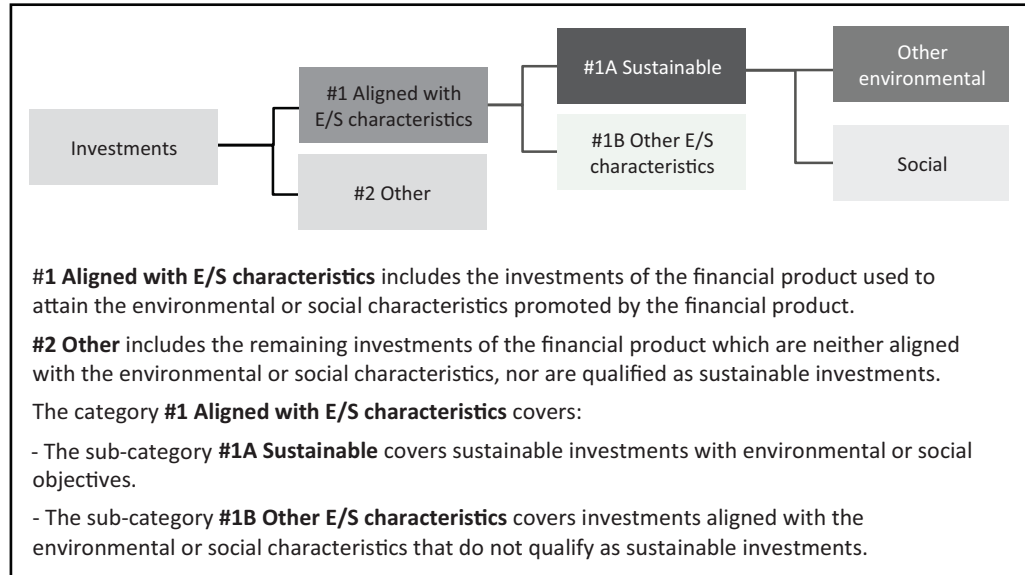 Investments
#1 Aligned with
E/S characteristics
#2 Other
#1A Sustainable
#1B Other E/S
characteristics
Other
environmental
Social
#1 Aligned with E/S characteristics includes the investments of the financial product used to
attain the environmental or social characteristics promoted by the financial product.
#2 Other includes the remaining investments of the financial product which are neither aligned
with the environmental or social characteristics, nor are qualified as sustainable investments.
The category #1 Aligned with E/S characteristics covers:
- The sub-category #1A Sustainable covers sustainable investments with environmental or social
objectives.
- The sub-category #1B Other E/S characteristics covers investments aligned with the
environmental or social characteristics that do not qualify as sustainable investments.